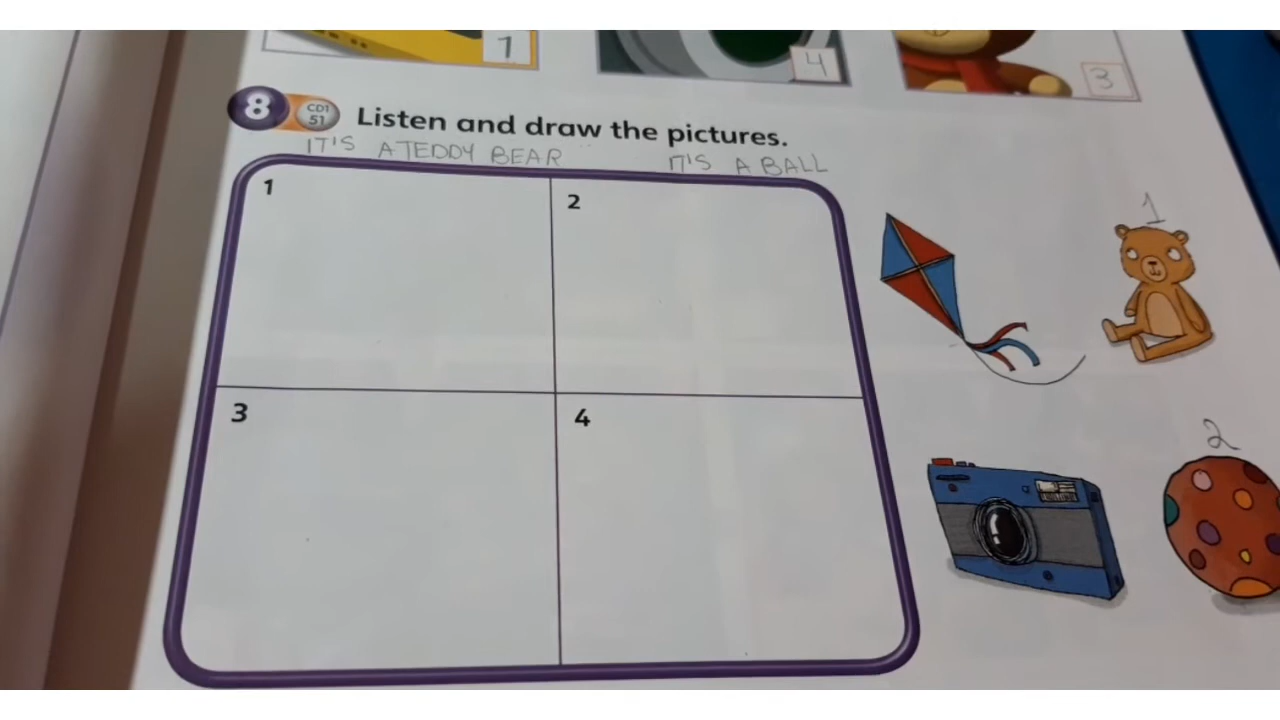 1 4 3
8 CD1 51 Listen and draw the pictures.
IT'S A TEDDY BEAR IT'S A BALL
1 2
1
3 4
2